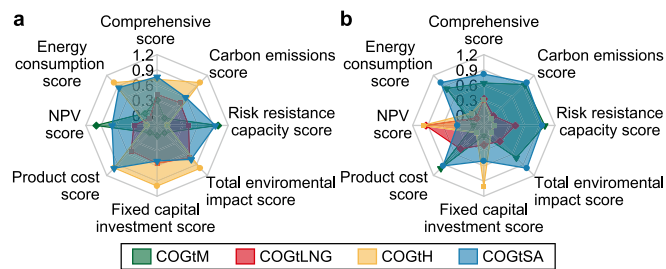 a
Comprehensive
score
Energy
consumption
score
Carbon emissions
score
1.2
0.9
0.6
0.3
0
NPV
score
Risk resistance
capacity score
Product cost
score
Total enviromental
impact score
Fixed capital
investment score
b
Comprehensive
score
Energy
consumption
score
Carbon emissions
score
1.2
0.9
0.6
0.3
0
NPV
score
Risk resistance
capacity score
Product cost
score
Total enviromental
impact score
Fixed capital
investment score
COGtM
COGtLNG
COGtH
COGtSA